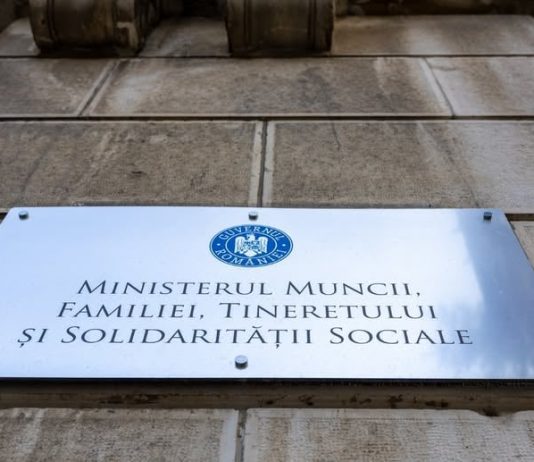 GUVERNUL
ROMÂNIEI
MINISTERUL MUNCII,
FAMILIEI, TINERETULUI
ȘI SOLIDARITĂȚII SOCIALE